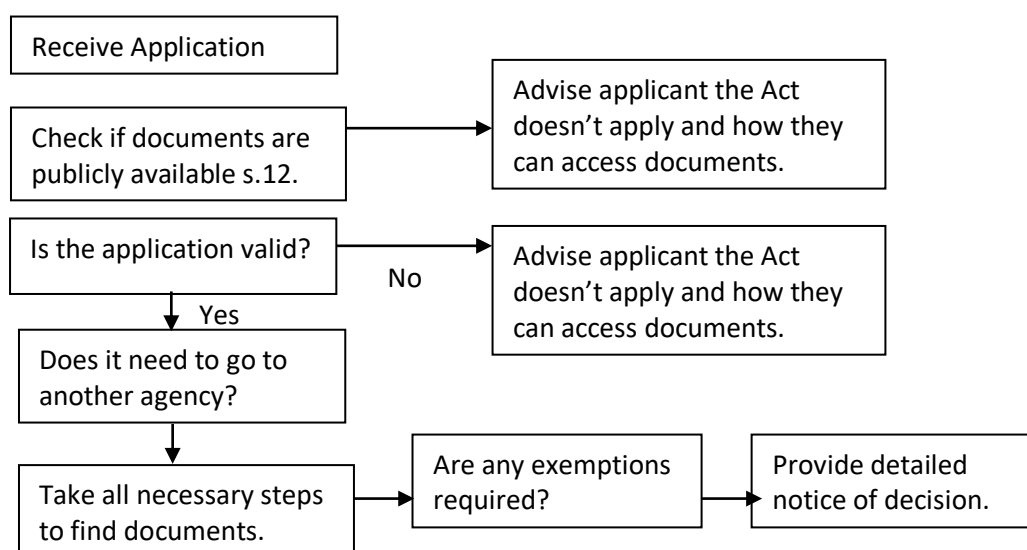 Receive Application
Check if documents are
publicly available s.12.
Advise applicant the Act
doesn’t apply and how they
can access documents.
Is the application valid?
No
Advise applicant the Act
doesn’t apply and how they
can access documents.
Yes
Does it need to go to
another agency?
Take all necessary steps
to find documents.
Are any exemptions
required?
Provide detailed
notice of decision.